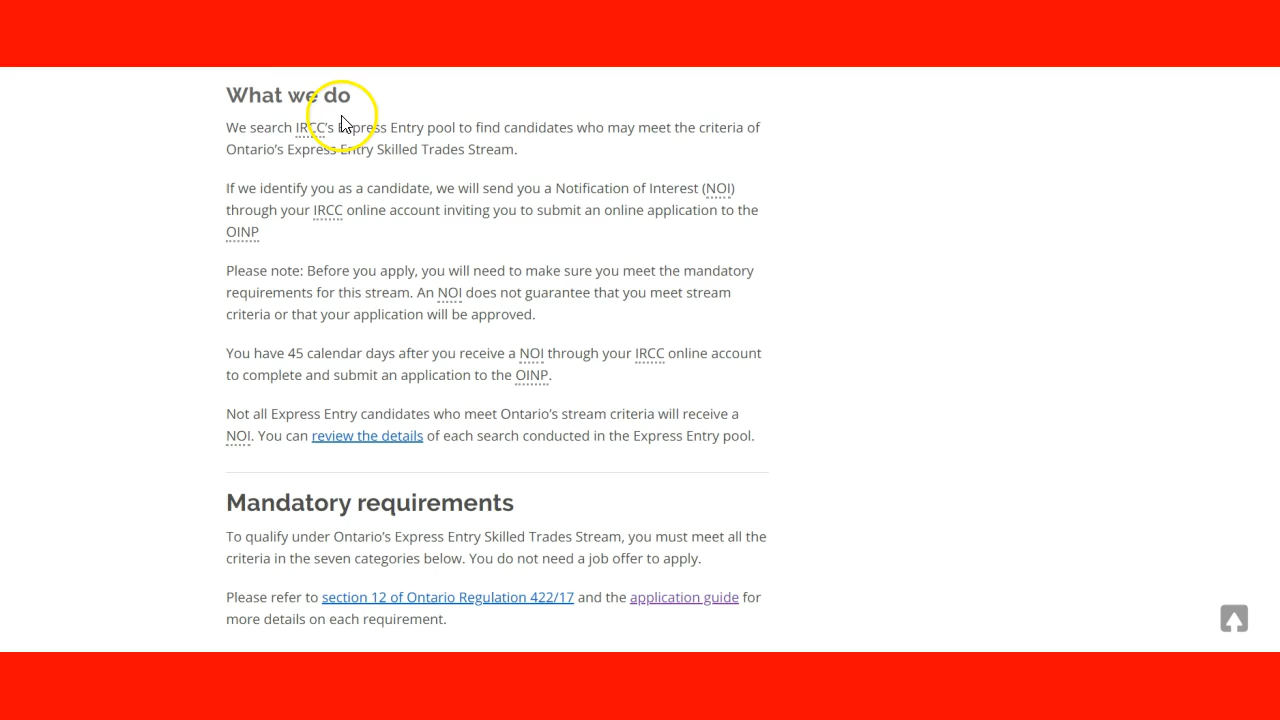 What we do
We search IRCC's Express Entry pool to find candidates who may meet the criteria of
Ontario's Express Entry Skilled Trades Stream.
If we identify you as a candidate, we will send you a Notification of Interest (NOI)
through your IRCC online account inviting you to submit an online application to the
OINP
Please note: Before you apply, you will need to make sure you meet the mandatory
requirements for this stream. An NOI does not guarantee that you meet stream
criteria or that your application will be approved.
You have 45 calendar days after you receive a NOI through your IRCC online account
to complete and submit an application to the OINP.
Not all Express Entry candidates who meet Ontario's stream criteria will receive a
NOI. You can review the details of each search conducted in the Express Entry pool.
Mandatory requirements
To qualify under Ontario's Express Entry Skilled Trades Stream, you must meet all the
criteria in the seven categories below. You do not need a job offer to apply.
Please refer to section 12 of Ontario Regulation 422/17 and the application guide for
more details on each requirement.